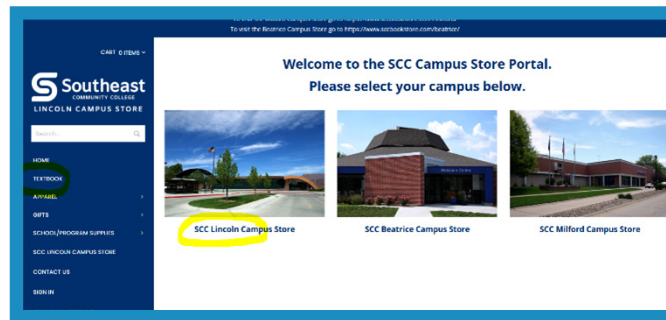 To visit the Beatrice Campus Store go to https://www.sccbookstore.com/beatrice/
CART 0 ITEMS
Southeast
COMMUNITY COLLEGE
LINCOLN CAMPUS STORE
Search...
HOME
TEXTBOOK
APPAREL
GIFTS
SCHOOL/PROGRAM SUPPLIES
SCC LINCOLN CAMPUS STORE
CONTACT US
SIGN IN
Welcome to the SCC Campus Store Portal.
Please select your campus below.
Welcome Center
SCC Lincoln Campus Store
SCC Beatrice Campus Store
SCC Milford Campus Store